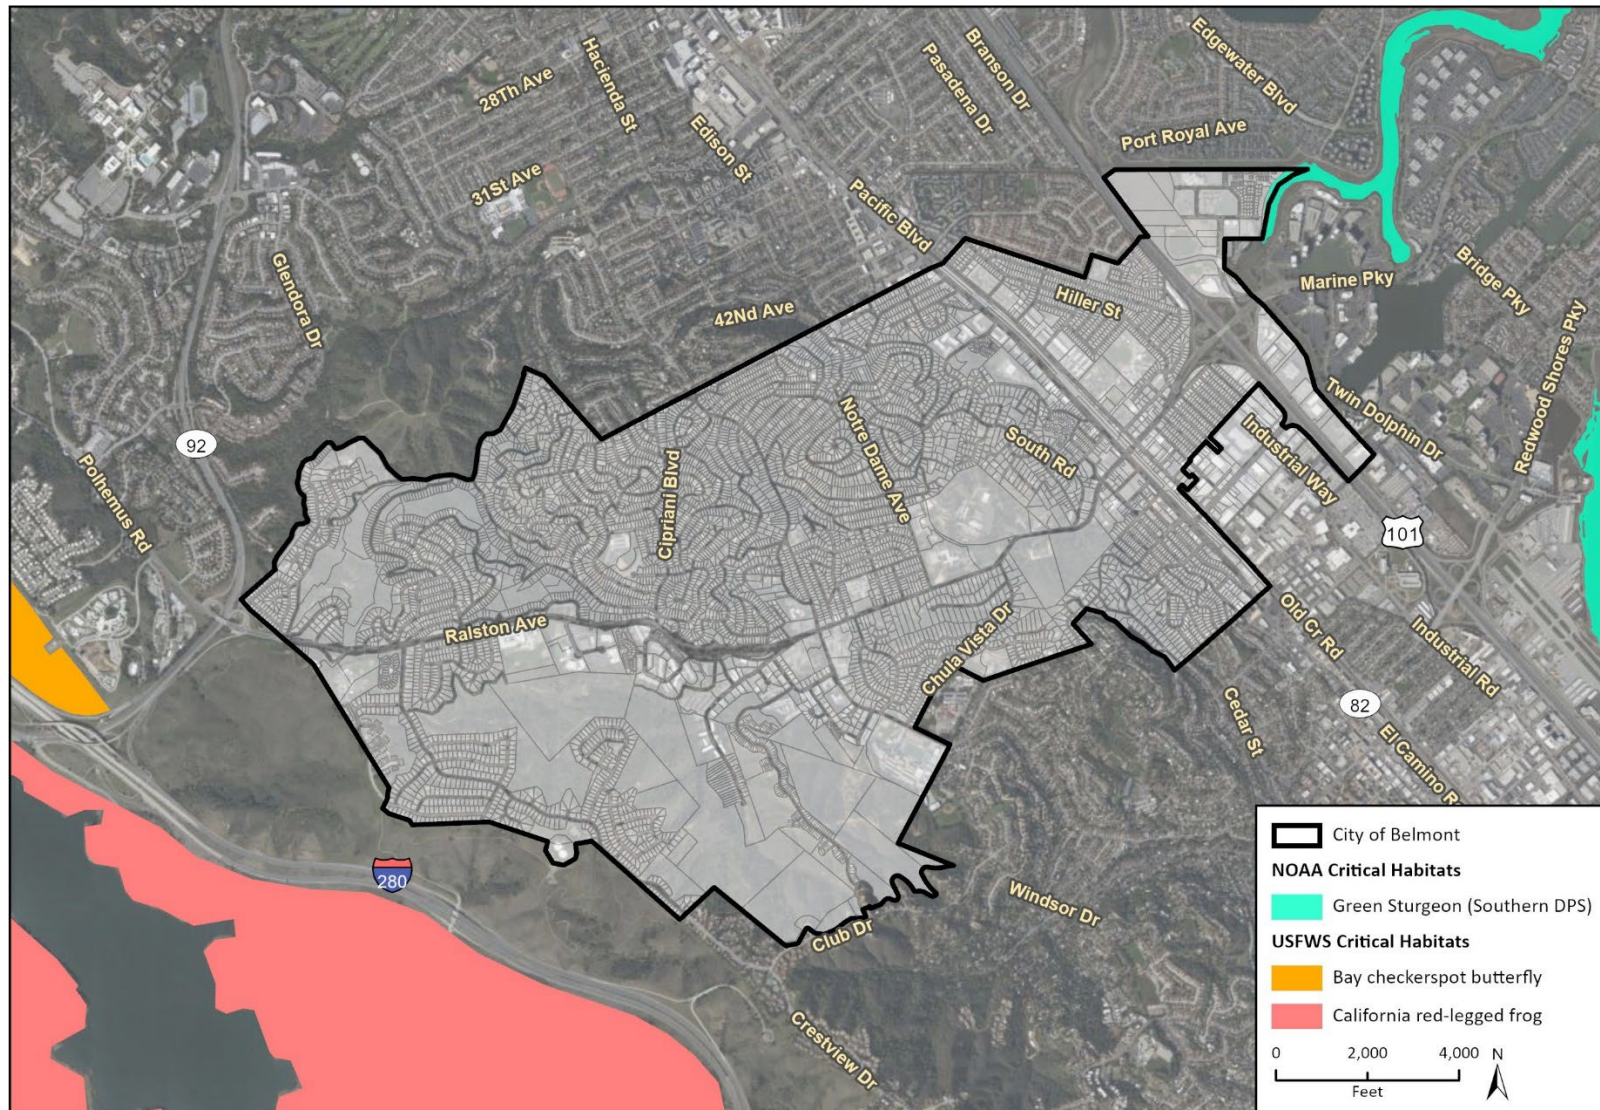 28Th Ave
Hacienda St
Branson Dr
Pasadena Dr
Edgewater Blvd
Edison St
Port Royal Ave
31St Ave
Pacific Blvd
Glendora Dr
Marine Pky
Bridge Pky
42Nd Ave
Hiller St
Redwood Shores Pky
Twin Dolphin Dr
92
Polhemus Rd
Notre Dame Ave
South Rd
Industrial Way
Cipriani Blvd
101
Ralston Ave
Chula Vista Dr
Old Cr Rd
Industrial Rd
Cedar St
82
El Camino R
280
Windsor Dr
Club Dr
Crestview Dr
City of Belmont
NOAA Critical Habitats
Green Sturgeon (Southern DPS)
USFWS Critical Habitats
Bay checkerspot butterfly
California red-legged frog
0 2,000 4,000 N
Feet